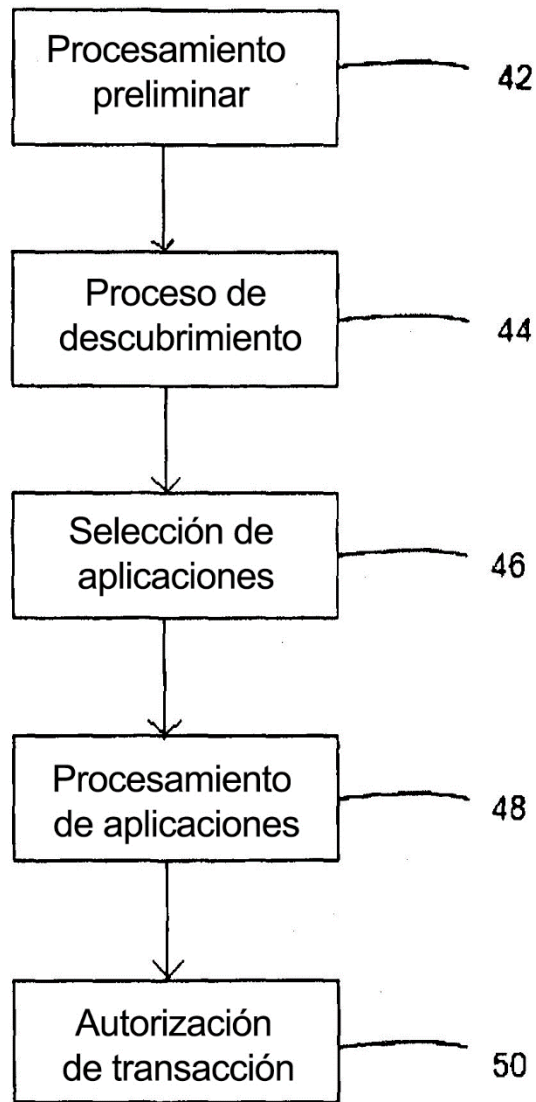 Procesamiento
preliminar
42
Proceso de
descubrimiento
44
Selección de
aplicaciones
46
Procesamiento
de aplicaciones
48
Autorización
de transacción
50